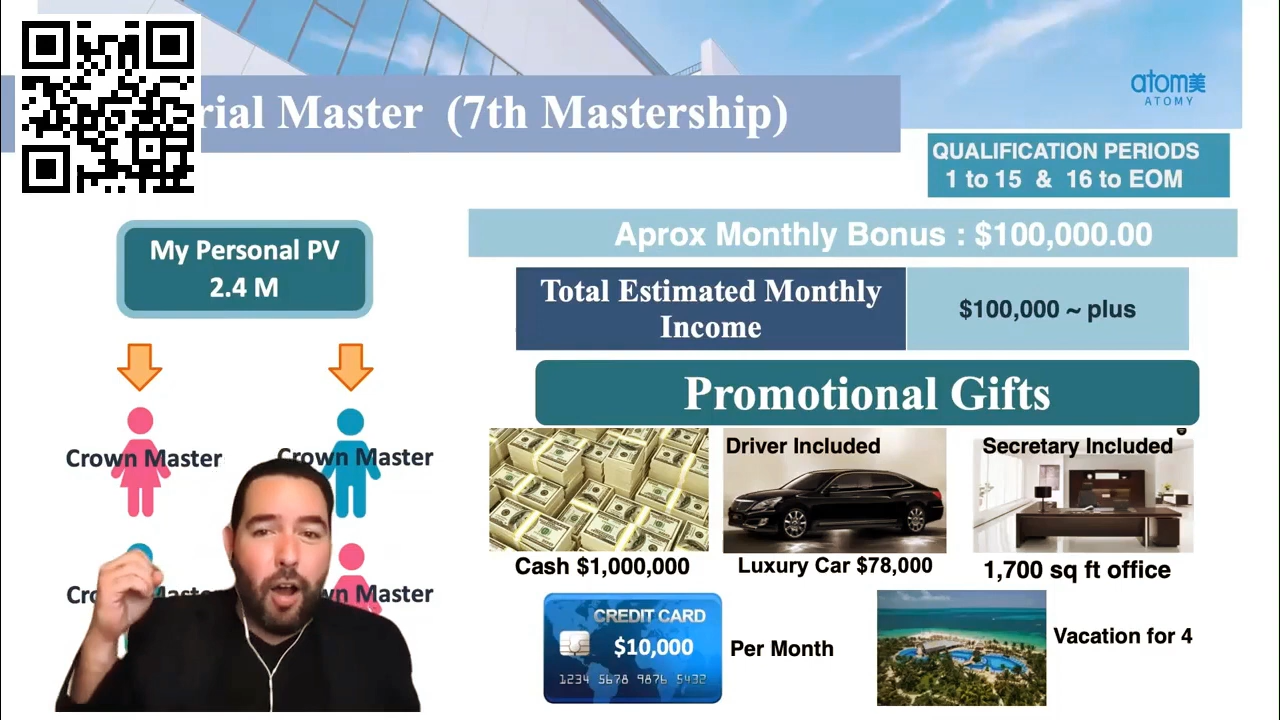 rial Master (7th Mastership)
atom美
ATOMY
QUALIFICATION PERIODS
1 to 15 & 16 to EOM
My Personal PV
2.4 M
Aprox Monthly Bonus : $100,000.00
Total Estimated Monthly
Income
$100,000 ~ plus
Promotional Gifts
Crown Master
Crown Master
Driver Included
Secretary Included
Cash $1,000,000
Luxury Car $78,000
1,700 sq ft office
CREDIT CARD
$10,000
1234 5678 9876 5432
Per Month
Vacation for 4